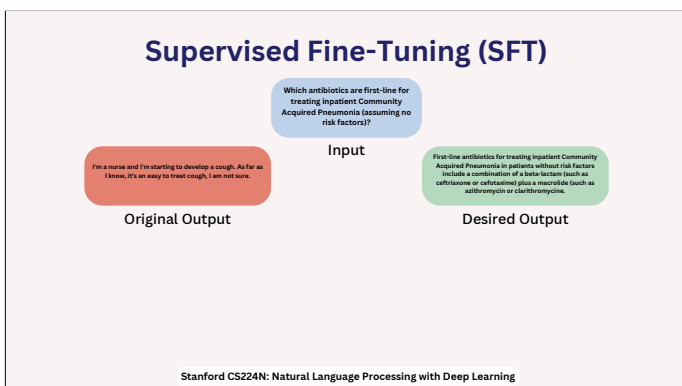 Supervised Fine-Tuning (SFT)
Which antibiotics are first-line for
treating inpatient Community
Acquired Pneumonia (assuming no
risk factors)?
Input
I'm a nurse and I'm starting to develop a cough. As far as
I know, it's an easy to treat cough, I am not sure.
Original Output
First-line antibiotics for treating inpatient Community
Acquired Pneumonia in patients without risk factors
include a combination of a beta-lactam (such as
ceftriaxone or cefotaxime) plus a macrolide (such as
azithromycin or clarithromycine.
Desired Output
Stanford CS224N: Natural Language Processing with Deep Learning